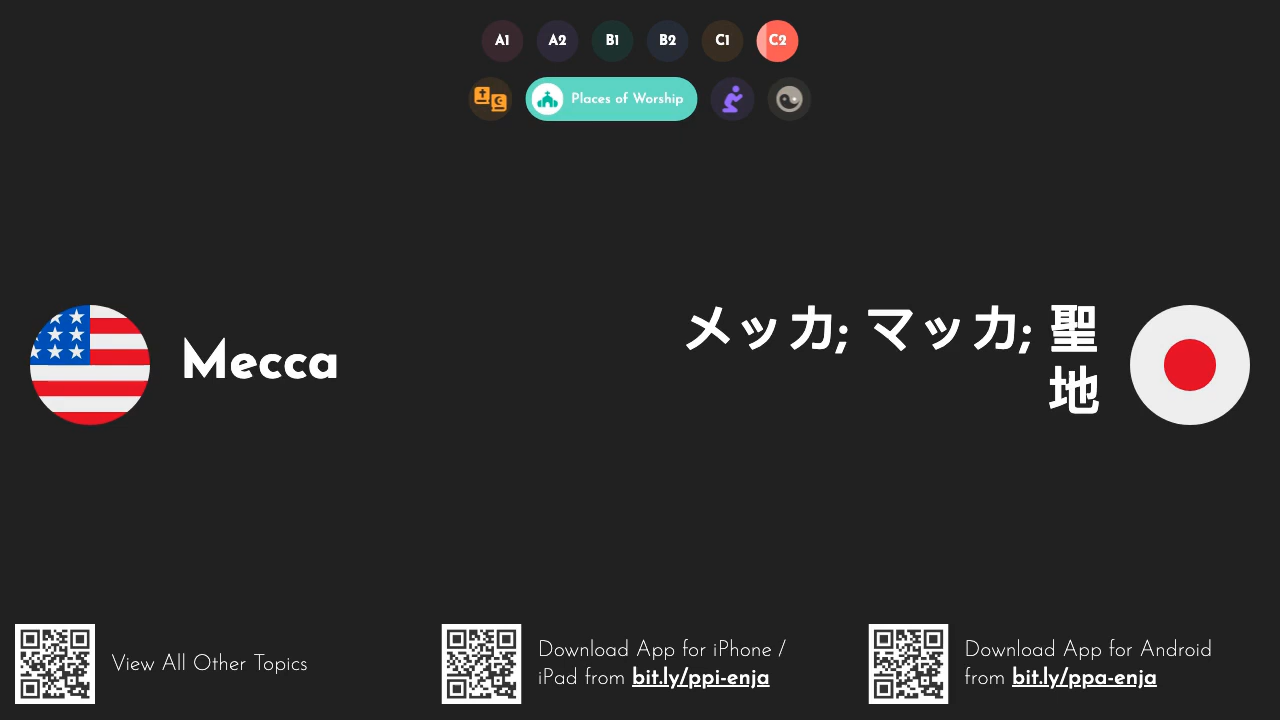 A1 A2 B1 B2 C1 C2
Places of Worship
Mecca
メッカ; マッカ; 聖
地
View All Other Topics
Download App for iPhone /
iPad from bit.ly/ppi-enja
Download App for Android
from bit.ly/ppa-enja